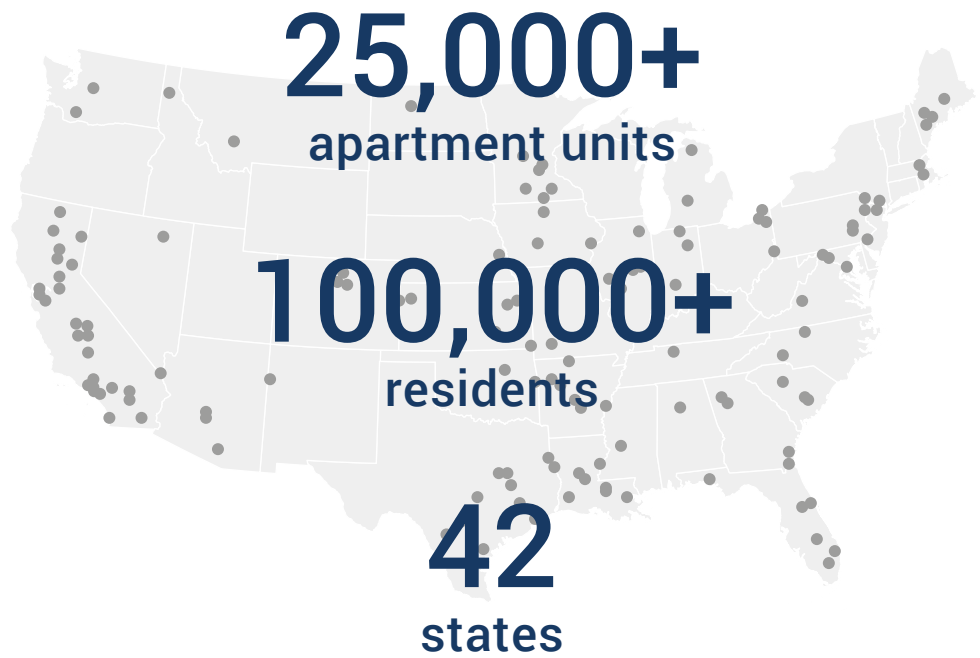 25,000+
apartment units
100,000+
residents
42
states